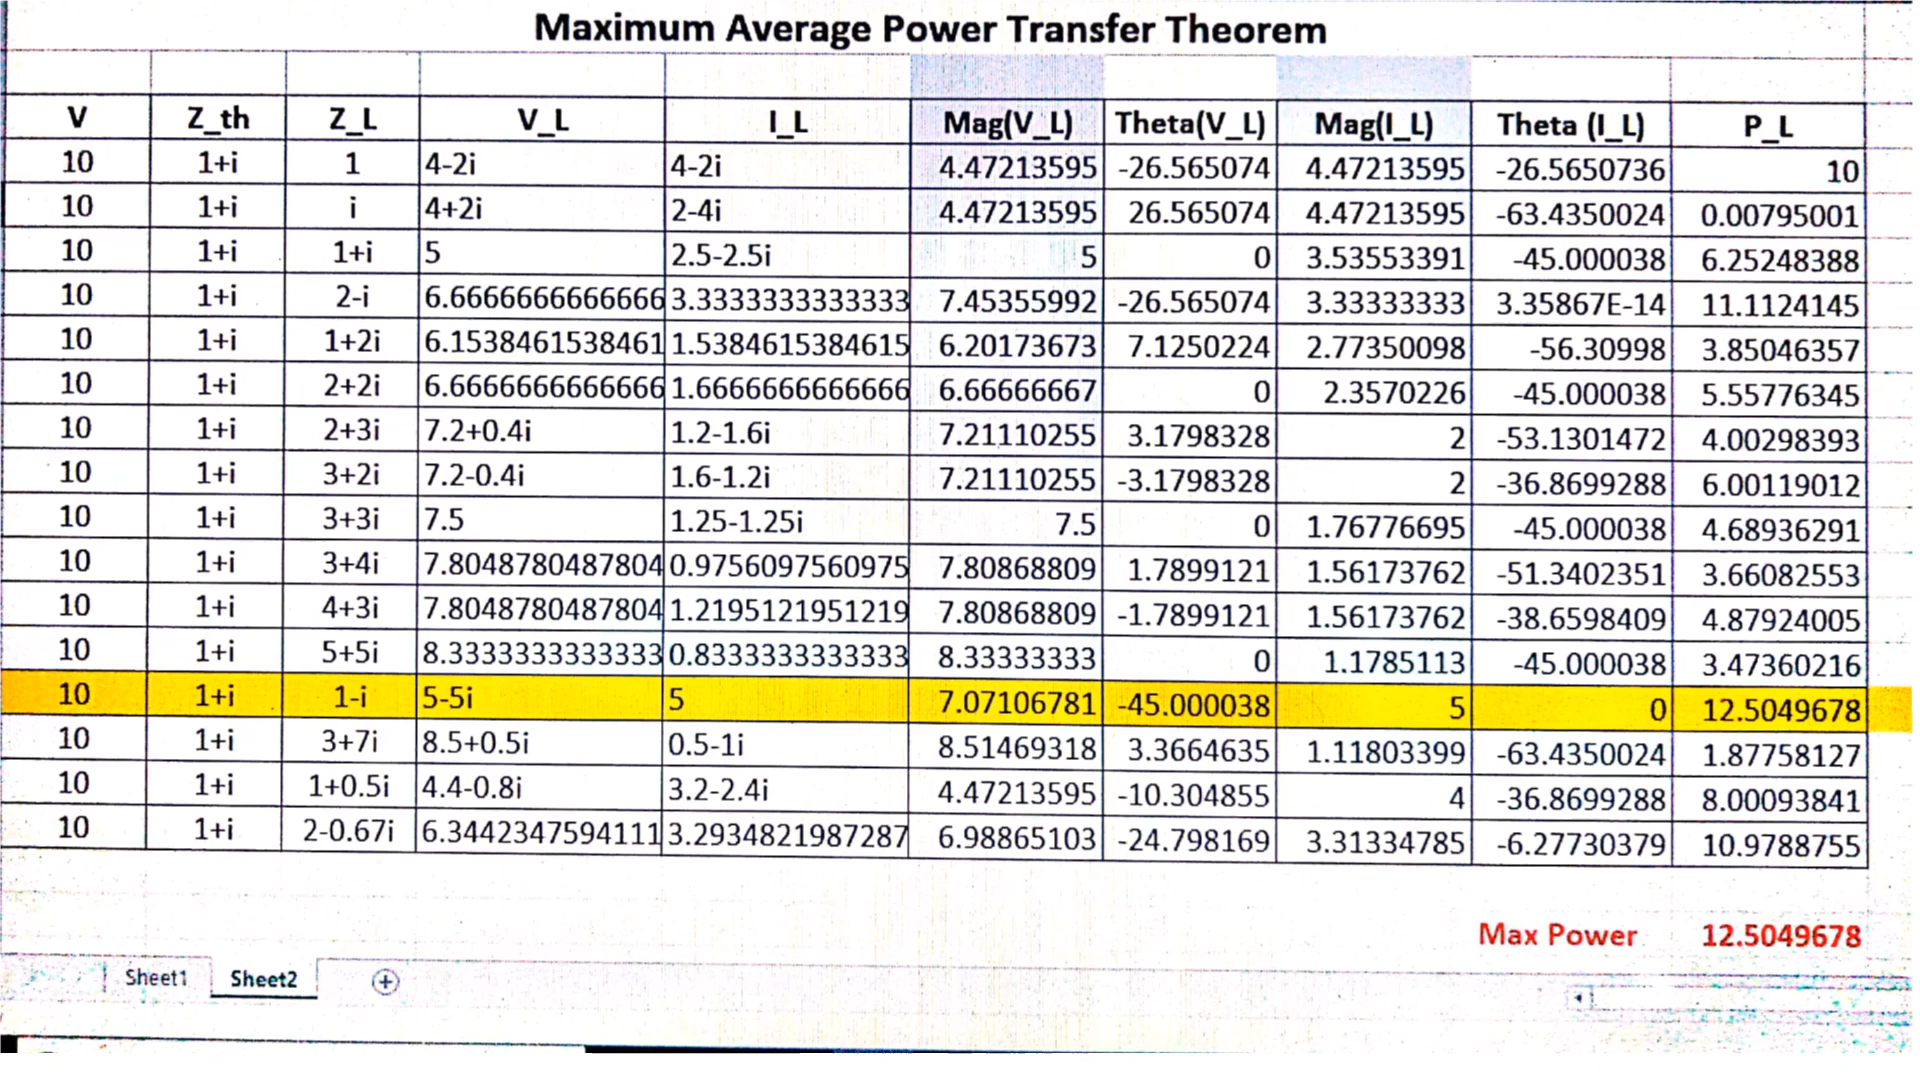 Maximum Average Power Transfer Theorem
V Z_th Z_L V_L I_L Mag(V_L) Theta(V_L) Mag(I_L) Theta (I_L) P_L
10 1+i 1 4-2i 4-2i 4.47213595 -26.565074 4.47213595 -26.5650736 10
10 1+i i 4+2i 2-4i 4.47213595 26.565074 4.47213595 -63.4350024 0.00795001
10 1+i 1+i 5 2.5-2.5i 5 0 3.53553391 -45.000038 6.25248388
10 1+i 2-i 6.6666666666666 3.3333333333333 7.45355992 -26.565074 3.33333333 3.35867E-14 11.1124145
10 1+i 1+2i 6.1538461538461 1.5384615384615 6.20173673 7.1250224 2.77350098 -56.30998 3.85046357
10 1+i 2+2i 6.6666666666666 1.6666666666666 6.66666667 0 2.3570226 -45.000038 5.55776345
10 1+i 2+3i 7.2+0.4i 1.2-1.6i 7.21110255 3.1798328 2 -53.1301472 4.00298393
10 1+i 3+2i 7.2-0.4i 1.6-1.2i 7.21110255 -3.1798328 2 -36.8699288 6.00119012
10 1+i 3+3i 7.5 1.25-1.25i 7.5 0 1.76776695 -45.000038 4.68936291
10 1+i 3+4i 7.8048780487804 0.9756097560975 7.80868809 1.7899121 1.56173762 -51.3402351 3.66082553
10 1+i 4+3i 7.8048780487804 1.2195121951219 7.80868809 -1.7899121 1.56173762 -38.6598409 4.87924005
10 1+i 5+5i 8.3333333333333 0.8333333333333 8.33333333 0 1.1785113 -45.000038 3.47360216
10 1+i 1-i 5-5i 5 7.07106781 -45.000038 5 0 12.5049678
10 1+i 3+7i 8.5+0.5i 0.5-1i 8.51469318 3.3664635 1.11803399 -63.4350024 1.87758127
10 1+i 1+0.5i 4.4-0.8i 3.2-2.4i 4.47213595 -10.304855 4 -36.8699288 8.00093841
10 1+i 2-0.67i 6.3442347594111 3.2934821987287 6.98865103 -24.798169 3.31334785 -6.27730379 10.9788755
Max Power 12.5049678
Sheet1 Sheet2